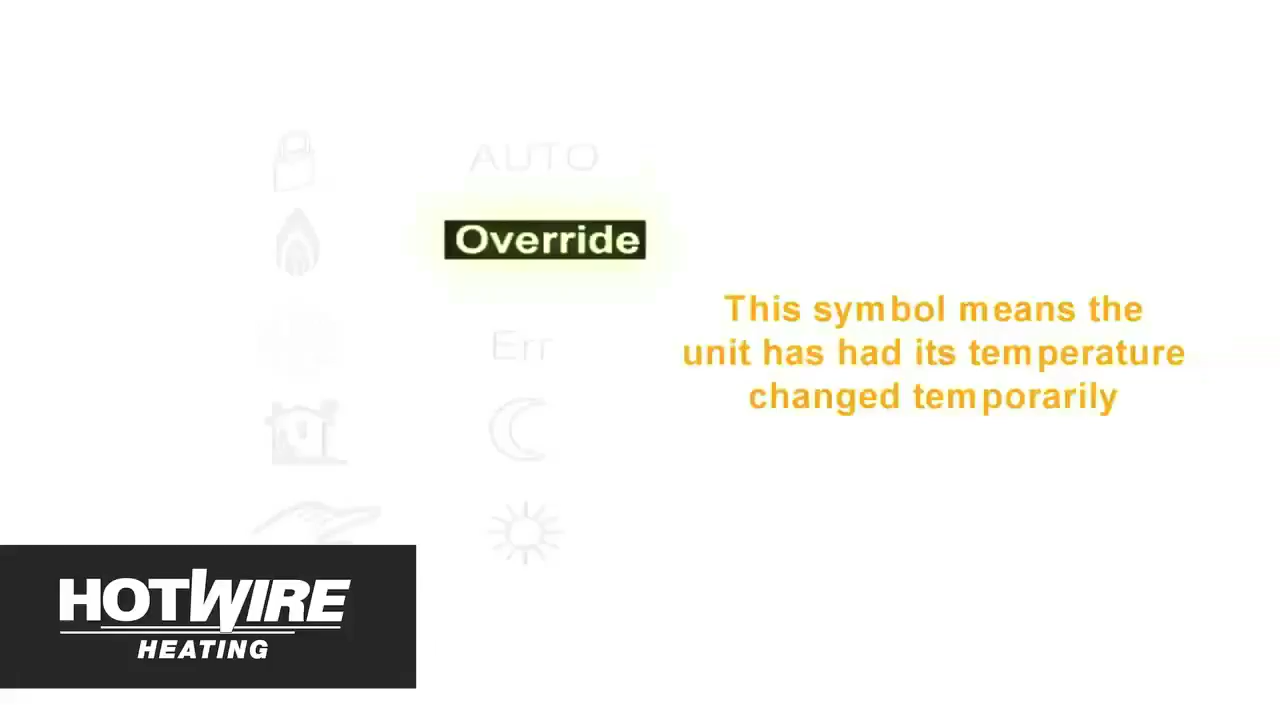 AUTO
Override
Err
This symbol means the
unit has had its temperature
changed temporarily
HOTWIRE
HEATING